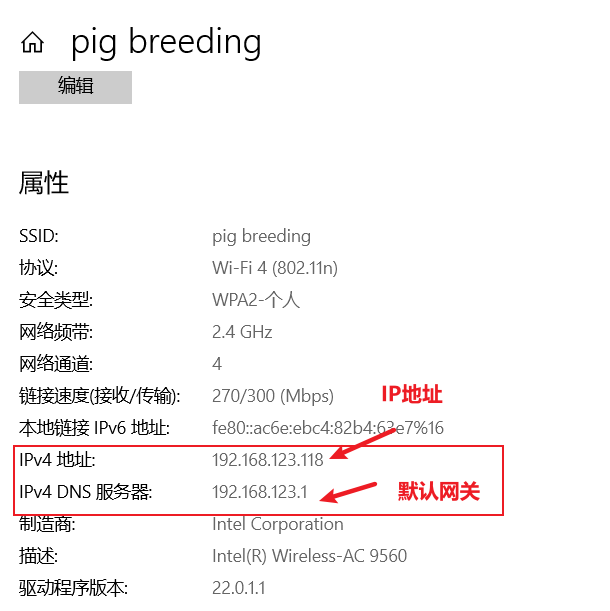 pig breeding
编辑
属性
SSID: pig breeding
协议: Wi-Fi 4 (802.11n)
安全类型: WPA2-个人
网络频带: 2.4 GHz
网络通道: 4
链接速度(接收/传输): 270/300 (Mbps)
IP地址
本地链接 IPv6 地址: fe80::ac6e:ebc4:82b4:63e7%16
IPv4 地址: 192.168.123.118
IPv4 DNS 服务器: 192.168.123.1
默认网关
制造商: Intel Corporation
描述: Intel(R) Wireless-AC 9560
驱动程序版本: 22.0.1.1